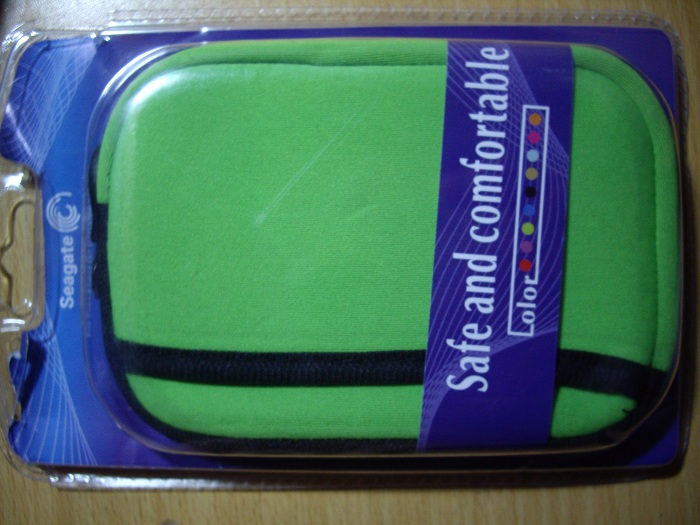 Seagate
Safe and comfortable
Color